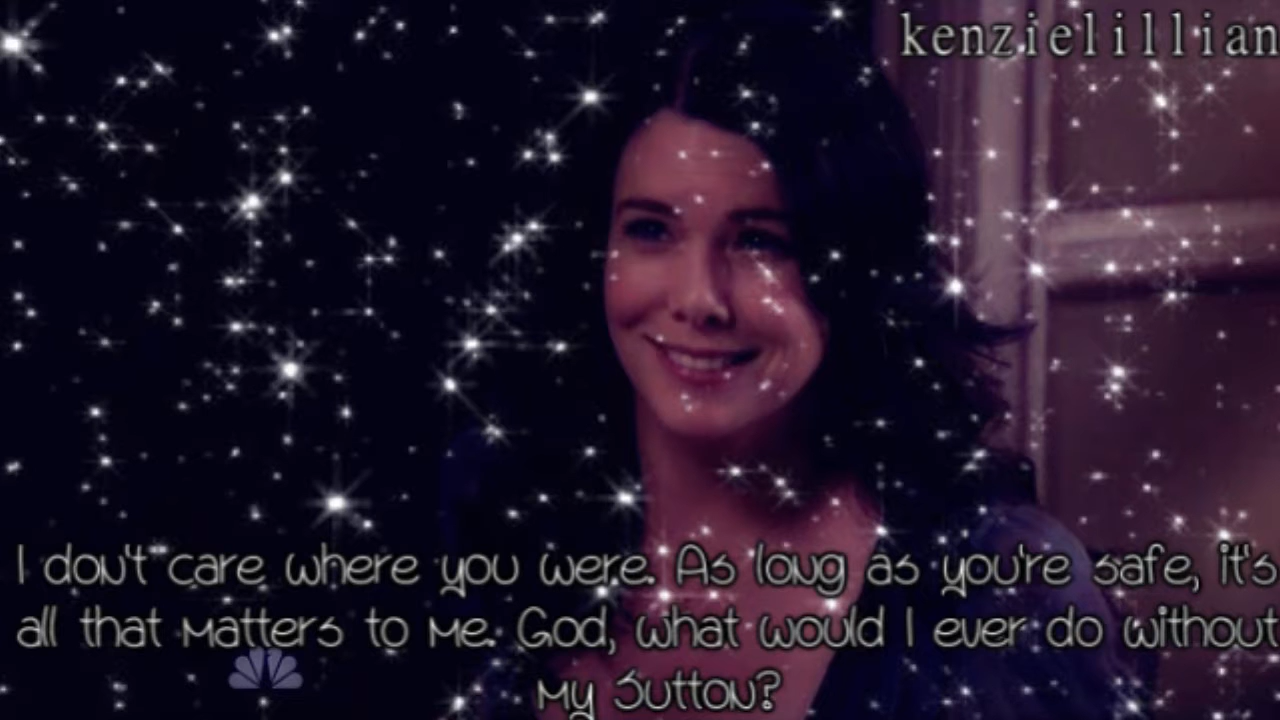 kenzielillian
I don't care where you were. As long as you're safe, it's
all that matters to me. God, what would I ever do without
my Sutton?